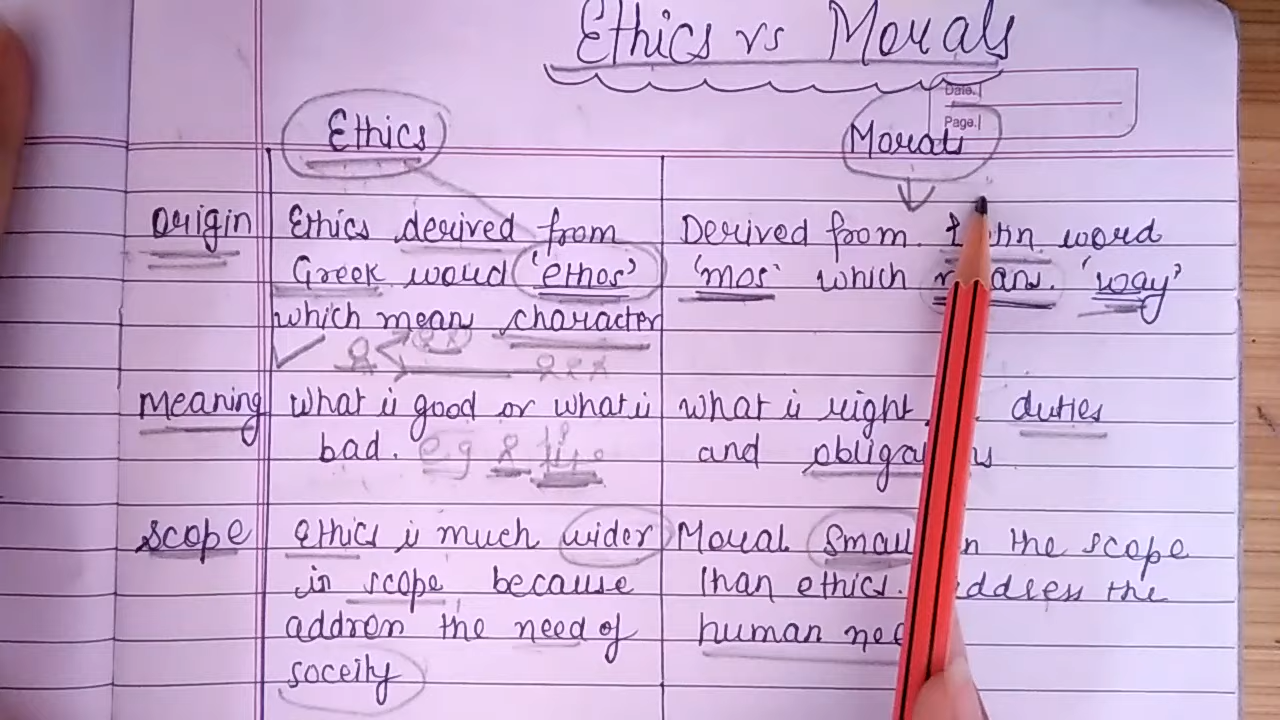 Ethics vs Morals
Date.
Page.
Ethics
Morals
origin
Ethics derived from
Greek word 'ethos'
which mean character
Derived from word
'mos' which 'way'
meaning
what is good or what is
bad. e.g
what is right duties
and
scope
Ethics is much wider
in scope because
address the need of
soceity
Moral Small the scope
than ethics. the
human